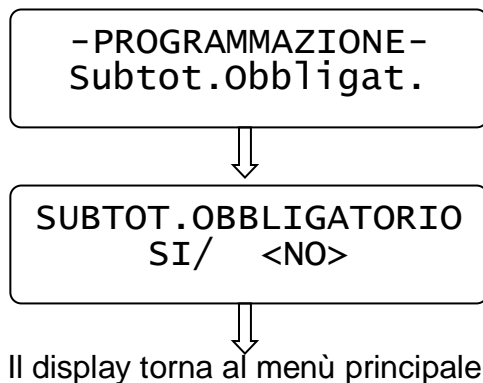 -PROGRAMMAZIONE-
Subtot.Obbligat.
SUBTOT.OBBLIGATORIO
SI/ <NO>
Il display torna al menù principale